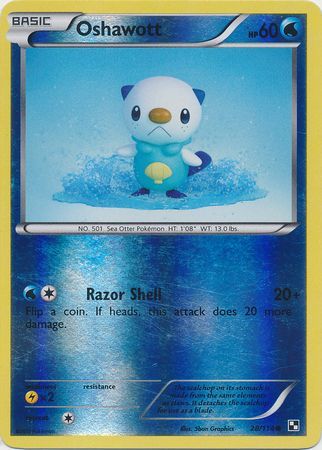 BASIC
Oshawott
HP60
NO. 501 Sea Otter Pokémon HT: 1'08" WT: 13.0 lbs.
Razor Shell 20+
Flip a coin. If heads, this attack does 20 more
damage.
weakness
resistance
×2
retreat
The scalchop on its stomach is
made from the same elements
as claws. It detaches the scalchop
for use as a blade.
Illus. 5ban Graphics
28/114